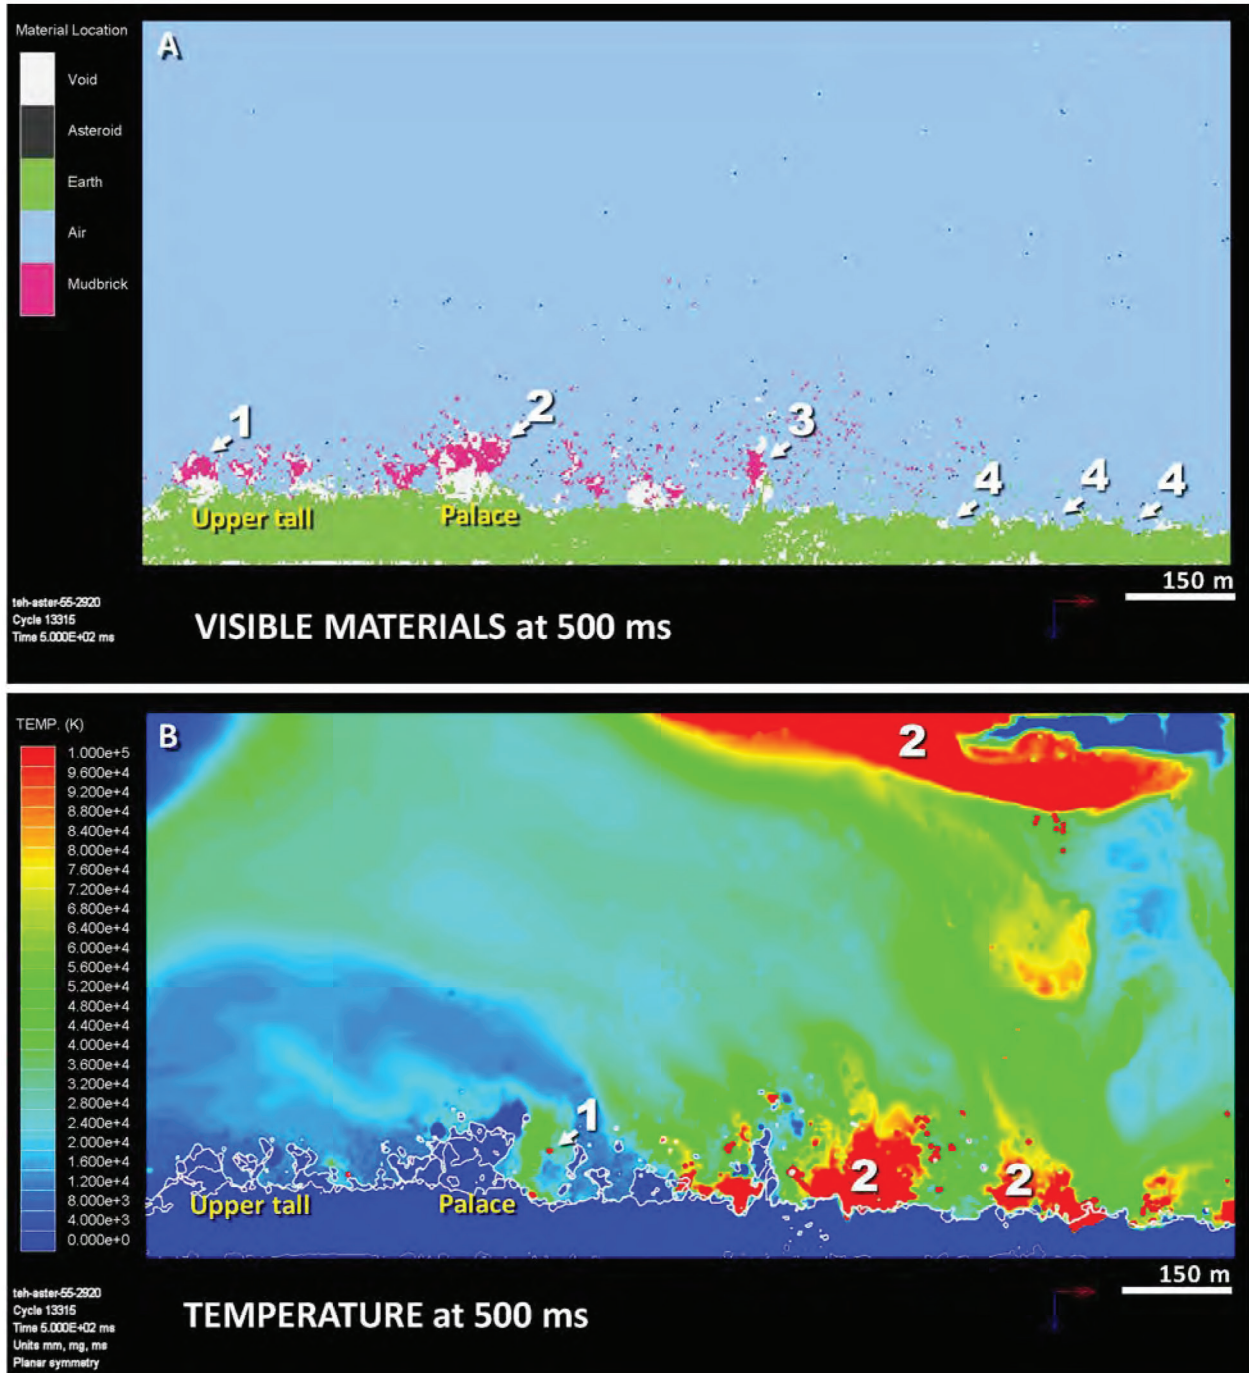 Material Location
Void
Asteroid
Earth
Air
Mudbrick
A
1
2
3
4
4
4
Upper tall
Palace
150 m
teh-aster-55-2920
Cycle 13315
Time 5.000E+02 ms
VISIBLE MATERIALS at 500 ms
TEMP. (K)
1.000e+5
9.600e+4
9.200e+4
8.800e+4
8.400e+4
8.000e+4
7.600e+4
7.200e+4
6.800e+4
6.400e+4
6.000e+4
5.600e+4
5.200e+4
4.800e+4
4.400e+4
4.000e+4
3.600e+4
3.200e+4
2.800e+4
2.400e+4
2.000e+4
1.600e+4
1.200e+4
8.000e+3
4.000e+3
0.000e+0
B
2
1
2
2
Upper tall
Palace
150 m
teh-aster-55-2920
Cycle 13315
Time 5.000E+02 ms
Units mm, mg, ms
Planar symmetry
TEMPERATURE at 500 ms